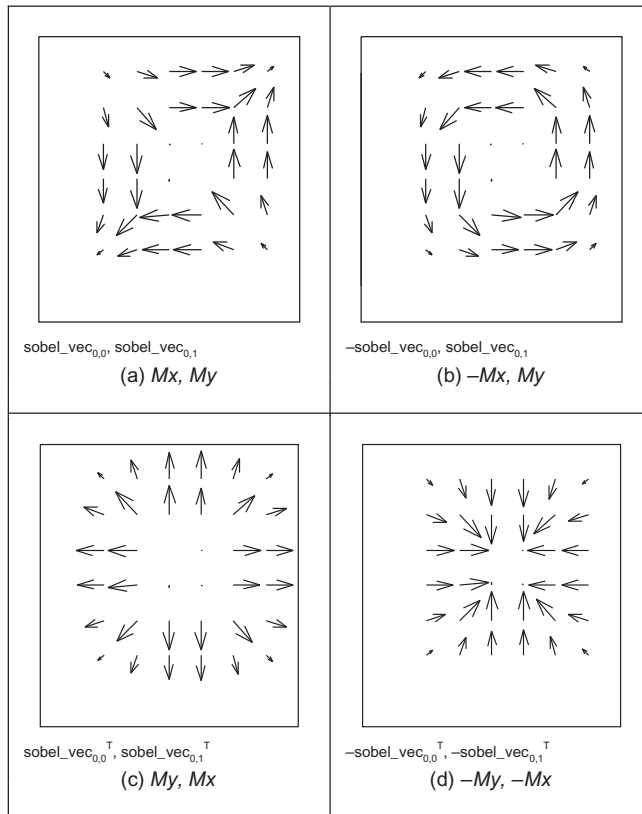 sobel_vec0,0, sobel_vec0,1
(a) Mx, My
–sobel_vec0,0, sobel_vec0,1
(b) –Mx, My
sobel_vec0,0T, sobel_vec0,1T
(c) My, Mx
–sobel_vec0,0T, –sobel_vec0,1T
(d) –My, –Mx